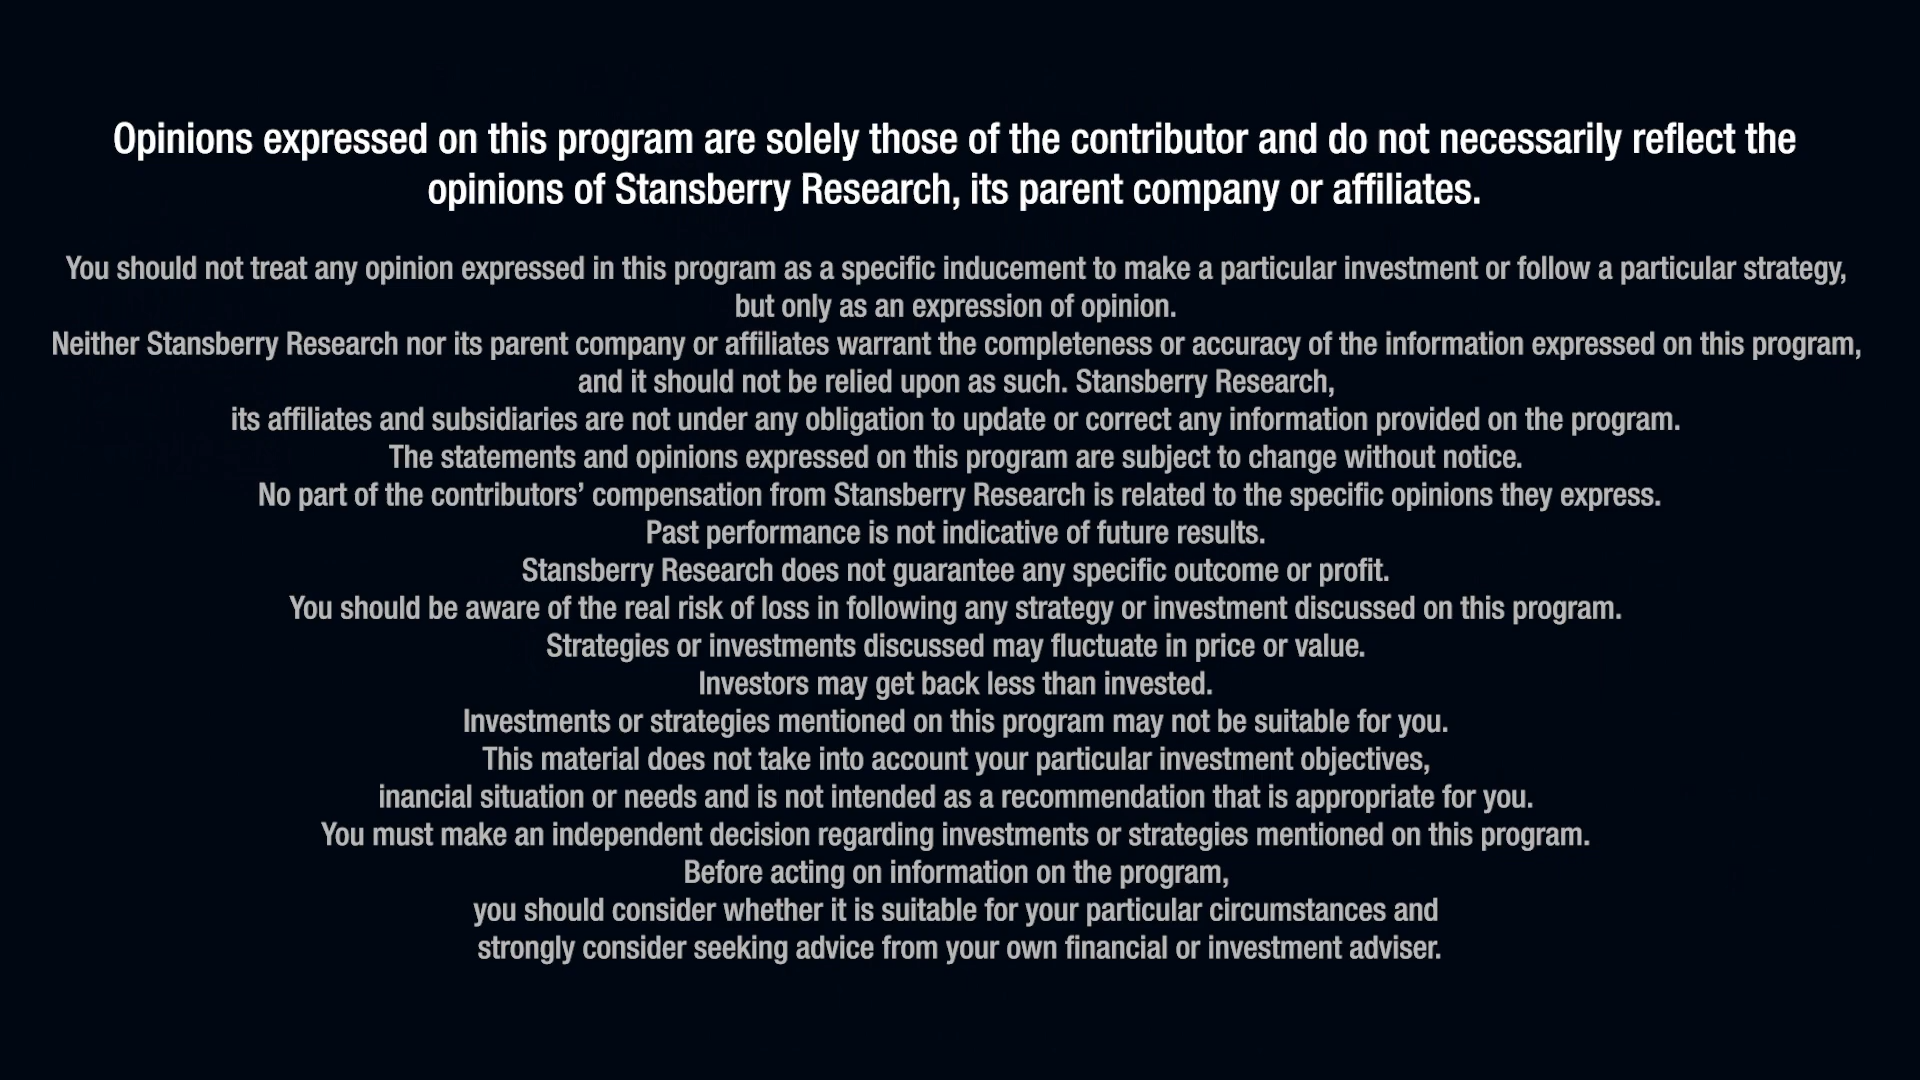 Opinions expressed on this program are solely those of the contributor and do not necessarily reflect the
opinions of Stansberry Research, its parent company or affiliates.
You should not treat any opinion expressed in this program as a specific inducement to make a particular investment or follow a particular strategy,
but only as an expression of opinion.
Neither Stansberry Research nor its parent company or affiliates warrant the completeness or accuracy of the information expressed on this program,
and it should not be relied upon as such. Stansberry Research,
its affiliates and subsidiaries are not under any obligation to update or correct any information provided on the program.
The statements and opinions expressed on this program are subject to change without notice.
No part of the contributors’ compensation from Stansberry Research is related to the specific opinions they express.
Past performance is not indicative of future results.
Stansberry Research does not guarantee any specific outcome or profit.
You should be aware of the real risk of loss in following any strategy or investment discussed on this program.
Strategies or investments discussed may fluctuate in price or value.
Investors may get back less than invested.
Investments or strategies mentioned on this program may not be suitable for you.
This material does not take into account your particular investment objectives,
inancial situation or needs and is not intended as a recommendation that is appropriate for you.
You must make an independent decision regarding investments or strategies mentioned on this program.
Before acting on information on the program,
you should consider whether it is suitable for your particular circumstances and
strongly consider seeking advice from your own financial or investment adviser.